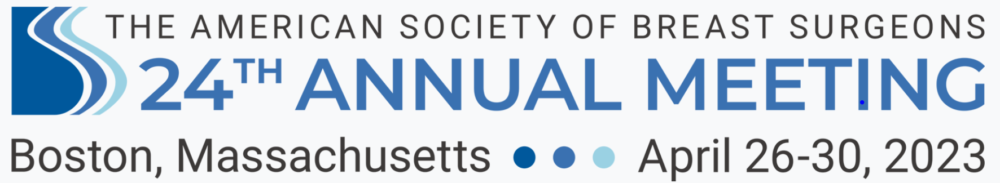 THE AMERICAN SOCIETY OF BREAST SURGEONS
24TH ANNUAL MEETING
Boston, Massachusetts ● ● ● April 26-30, 2023